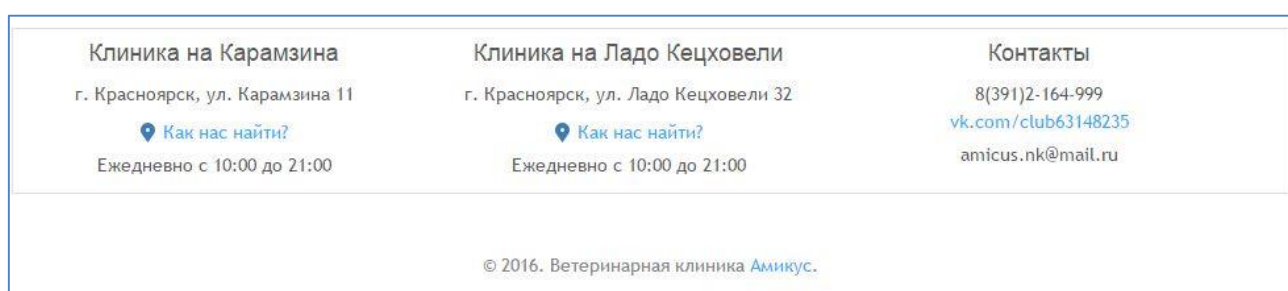 Клиника на Карамзина
г. Красноярск, ул. Карамзина 11
Как нас найти?
Ежедневно с 10:00 до 21:00
Клиника на Ладо Кецховели
г. Красноярск, ул. Ладо Кецховели 32
Как нас найти?
Ежедневно с 10:00 до 21:00
Контакты
8(391)2-164-999
vk.com/club63148235
amicus.nk@mail.ru
© 2016. Ветеринарная клиника Амикус.